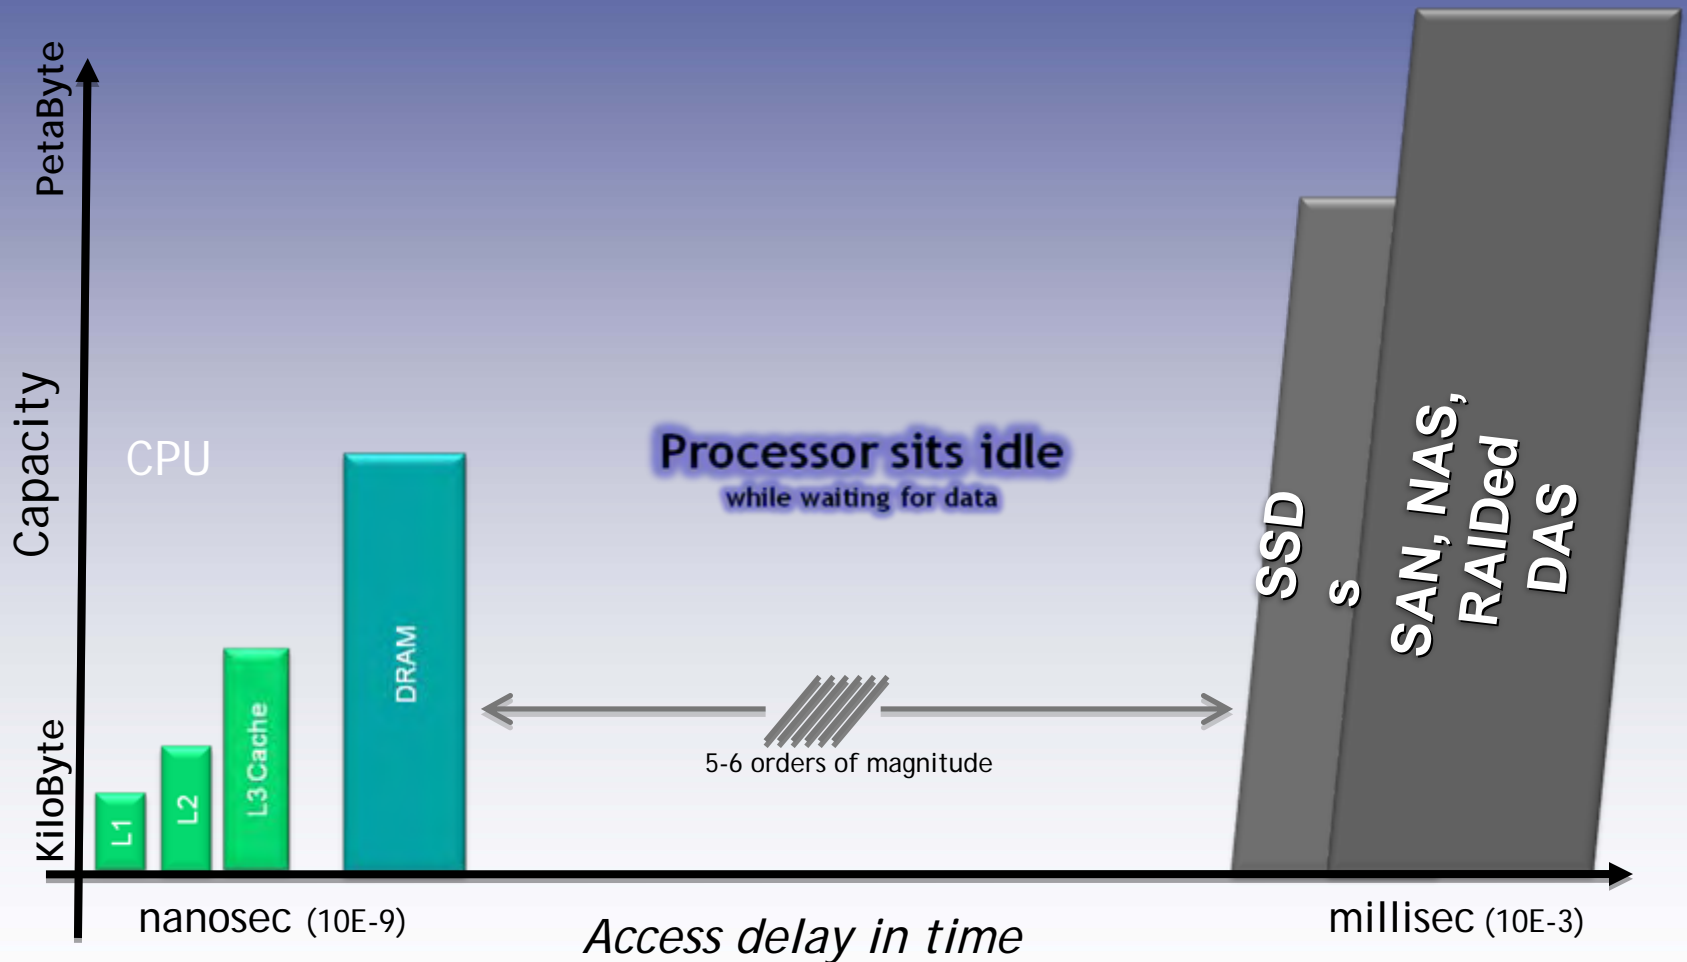 PetaByte
Capacity
KiloByte
CPU
L1
L2
L3 Cache
DRAM
Processor sits idle
while waiting for data
5-6 orders of magnitude
SSD
s
SAN, NAS,
RAIDed
DAS
nanosec (10E-9)
Access delay in time
millisec (10E-3)